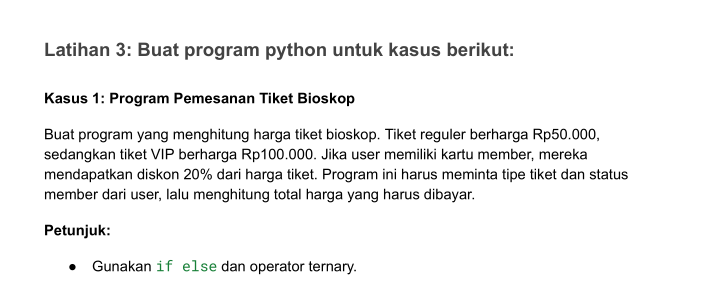 Latihan 3: Buat program python untuk kasus berikut:
Kasus 1: Program Pemesanan Tiket Bioskop
Buat program yang menghitung harga tiket bioskop. Tiket reguler berharga Rp50.000,
sedangkan tiket VIP berharga Rp100.000. Jika user memiliki kartu member, mereka
mendapatkan diskon 20% dari harga tiket. Program ini harus meminta tipe tiket dan status
member dari user, lalu menghitung total harga yang harus dibayar.
Petunjuk:
● Gunakan if else dan operator ternary.